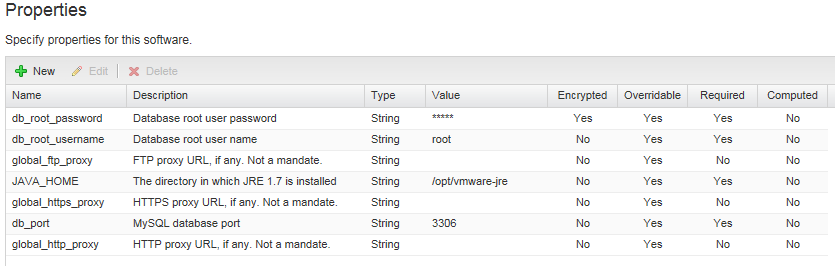 Properties
Specify properties for this software.
New Edit Delete
Name Description Type Value Encrypted Overridable Required Computed
db_root_password Database root user password String ***** Yes Yes Yes No
db_root_username Database root user name String root No Yes Yes No
global_ftp_proxy FTP proxy URL, if any. Not a mandate. String No Yes No No
JAVA_HOME The directory in which JRE 1.7 is installed String /opt/vmware-jre No Yes Yes No
global_https_proxy HTTPS proxy URL, if any. Not a mandate. String No Yes No No
db_port MySQL database port String 3306 No Yes Yes No
global_http_proxy HTTP proxy URL, if any. Not a mandate. String No Yes No No